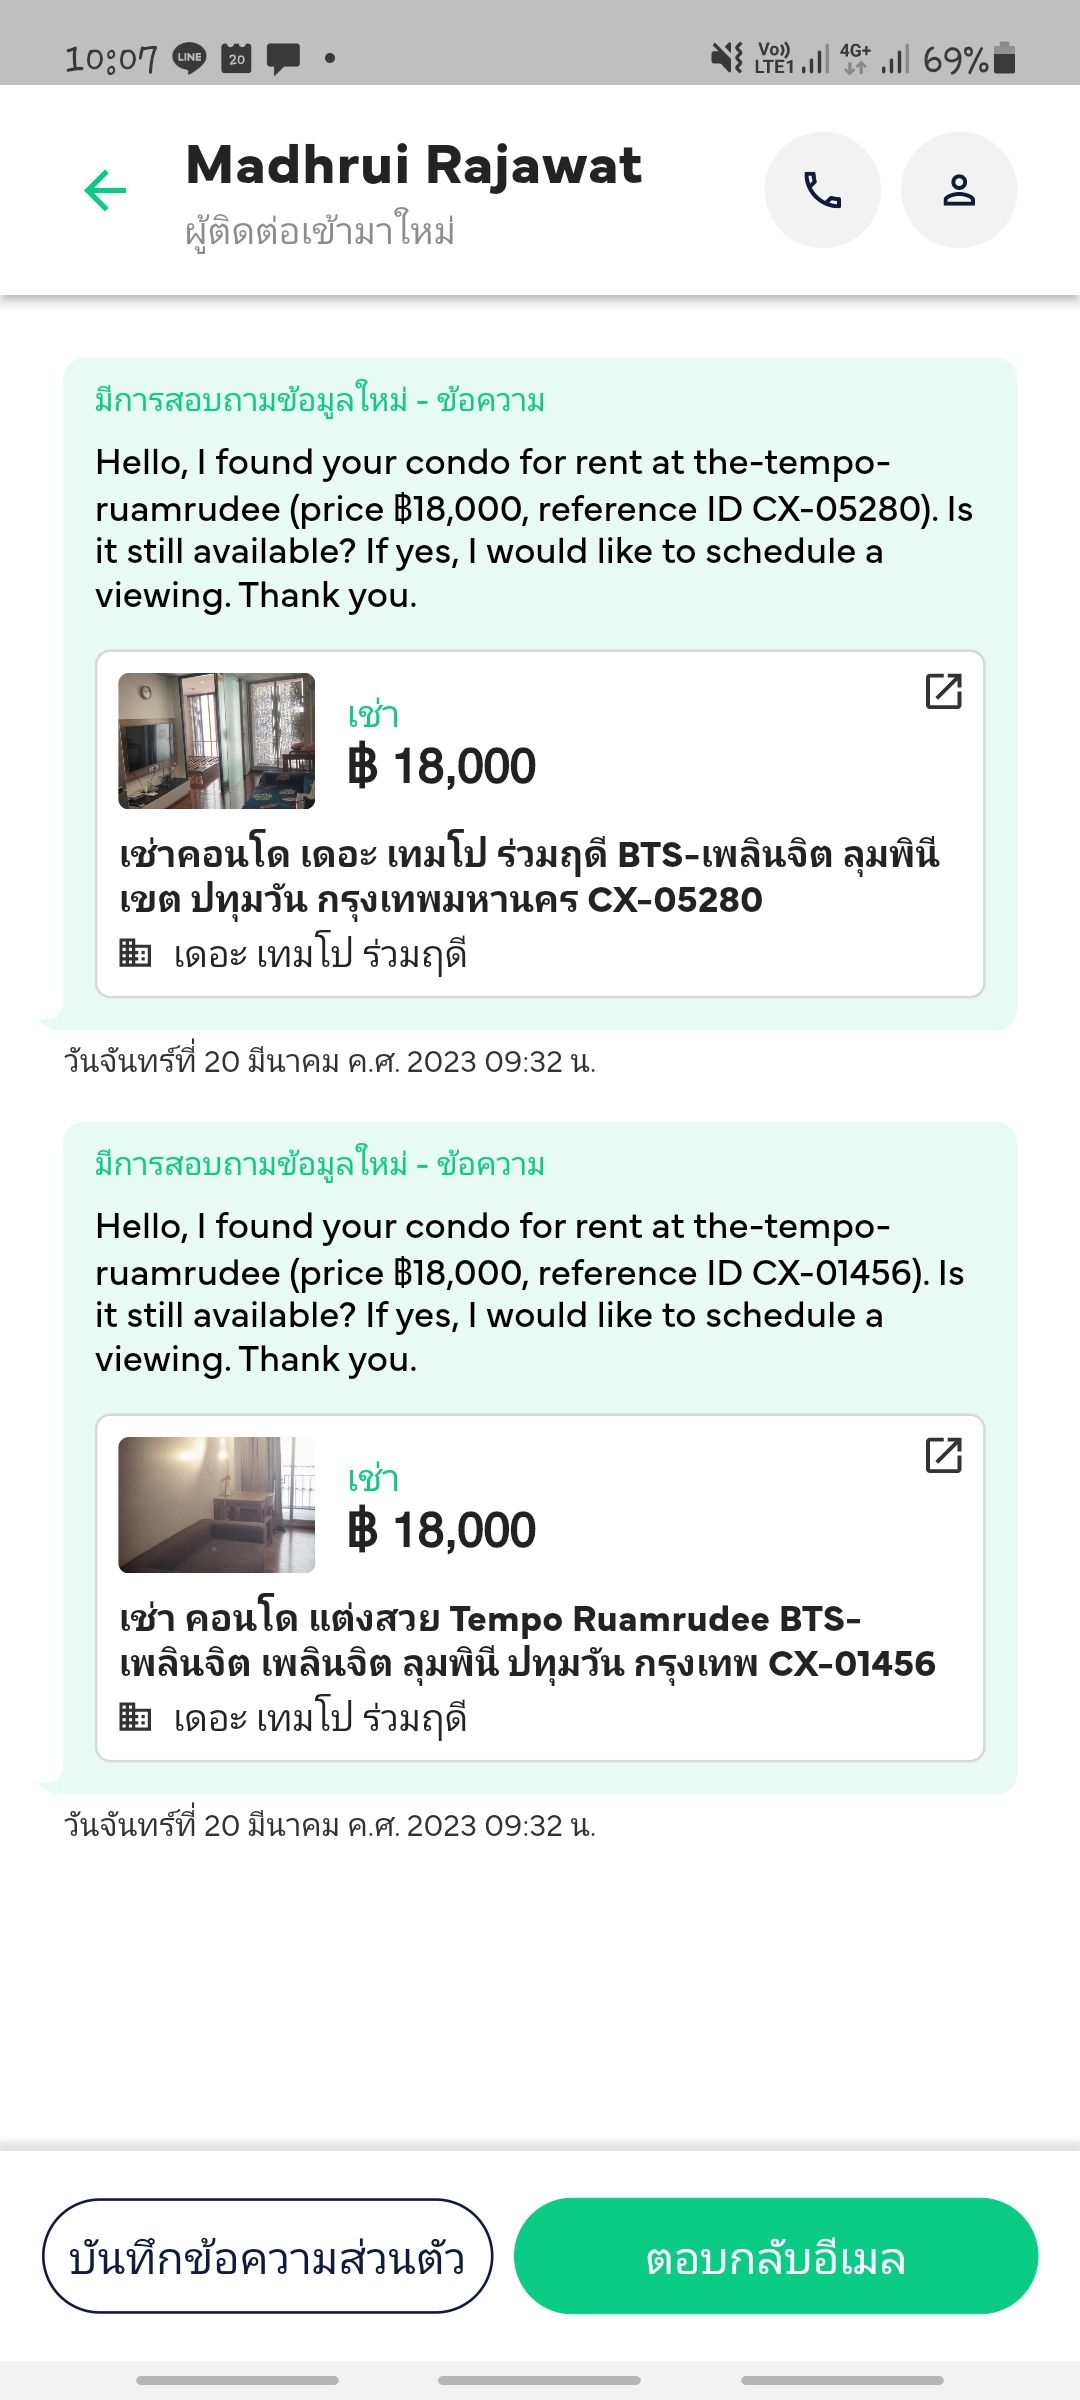 10:07 LINE 20 Vo)) LTE1 4G+ 69%
Madhrui Rajawat
ผู้ติดต่อเข้ามาใหม่
มีการสอบถามข้อมูลใหม่ - ข้อความ
Hello, I found your condo for rent at the-tempo-
ruamrudee (price ฿18,000, reference ID CX-05280). Is
it still available? If yes, I would like to schedule a
viewing. Thank you.
เช่า
฿ 18,000
เช่าคอนโด เดอะ เทมโป ร่วมฤดี BTS-เพลินจิต ลุมพินี
เขต ปทุมวัน กรุงเทพมหานคร CX-05280
เดอะ เทมโป ร่วมฤดี
วันจันทร์ที่ 20 มีนาคม ค.ศ. 2023 09:32 น.
มีการสอบถามข้อมูลใหม่ - ข้อความ
Hello, I found your condo for rent at the-tempo-
ruamrudee (price ฿18,000, reference ID CX-01456). Is
it still available? If yes, I would like to schedule a
viewing. Thank you.
เช่า
฿ 18,000
เช่า คอนโด แต่งสวย Tempo Ruamrudee BTS-
เพลินจิต เพลินจิต ลุมพินี ปทุมวัน กรุงเทพ CX-01456
เดอะ เทมโป ร่วมฤดี
วันจันทร์ที่ 20 มีนาคม ค.ศ. 2023 09:32 น.
บันทึกข้อความส่วนตัว
ตอบกลับอีเมล